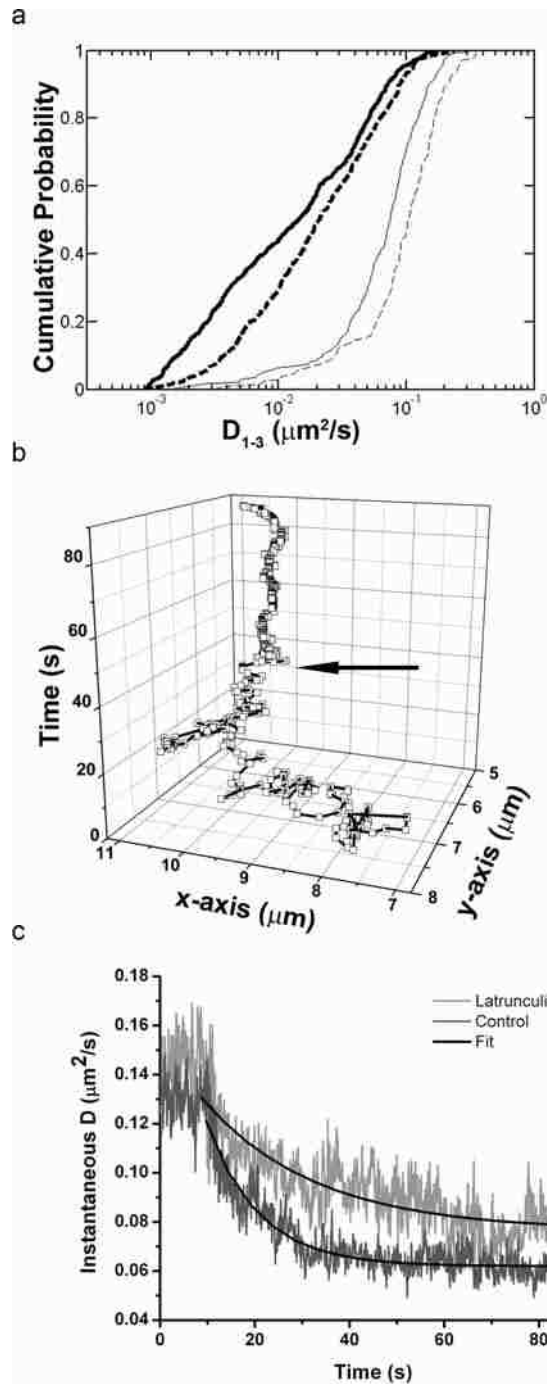 a
1
0.8
0.6
0.4
0.2
0
Cumulative Probability
10⁻³ 10⁻² 10⁻¹ 10⁰
D₁₋₃ (μm²/s)
b
80
60
40
20
0
Time (s)
11 10 9 8 7
x-axis (μm)
5
6
7
8
y-axis (μm)
c
0.18
0.16
0.14
0.12
0.10
0.08
0.06
0.04
Instantaneous D (μm²/s)
Latrunculi
Control
Fit
0 20 40 60 80
Time (s)